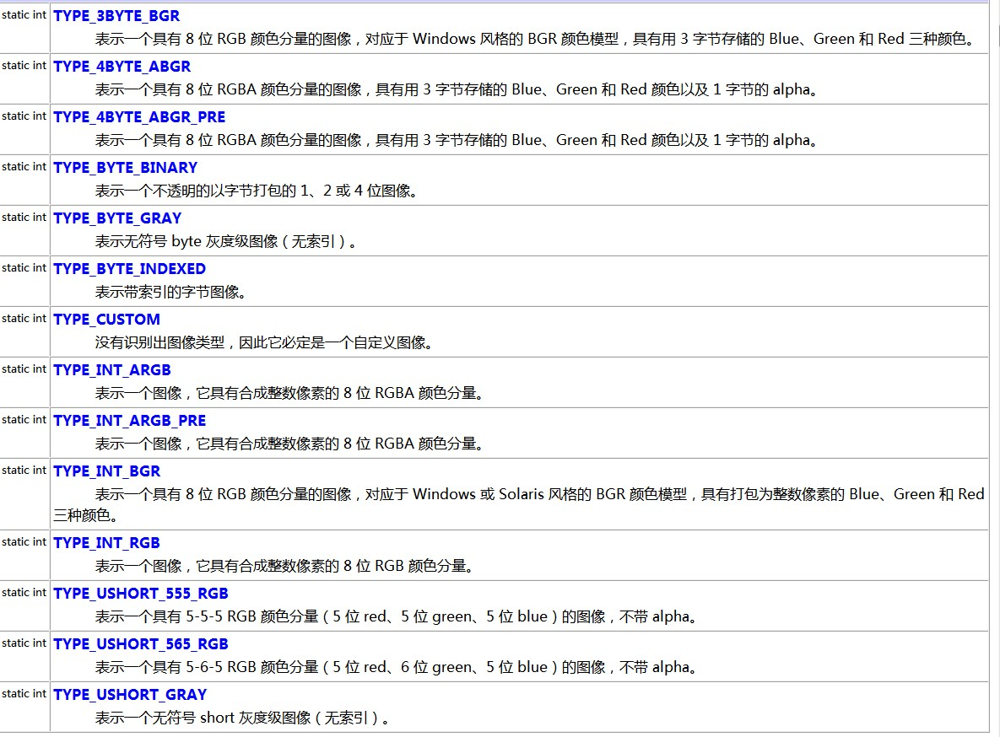 static int TYPE_3BYTE_BGR
表示一个具有 8 位 RGB 颜色分量的图像，对应于 Windows 风格的 BGR 颜色模型，具有用 3 字节存储的 Blue、Green 和 Red 三种颜色。
static int TYPE_4BYTE_ABGR
表示一个具有 8 位 RGBA 颜色分量的图像，具有用 3 字节存储的 Blue、Green 和 Red 颜色以及 1 字节的 alpha。
static int TYPE_4BYTE_ABGR_PRE
表示一个具有 8 位 RGBA 颜色分量的图像，具有用 3 字节存储的 Blue、Green 和 Red 颜色以及 1 字节的 alpha。
static int TYPE_BYTE_BINARY
表示一个不透明的以字节打包的 1、2 或 4 位图像。
static int TYPE_BYTE_GRAY
表示无符号 byte 灰度级图像（无索引）。
static int TYPE_BYTE_INDEXED
表示带索引的字节图像。
static int TYPE_CUSTOM
没有识别出图像类型，因此它必定是一个自定义图像。
static int TYPE_INT_ARGB
表示一个图像，它具有合成整数像素的 8 位 RGBA 颜色分量。
static int TYPE_INT_ARGB_PRE
表示一个图像，它具有合成整数像素的 8 位 RGBA 颜色分量。
static int TYPE_INT_BGR
表示一个具有 8 位 RGB 颜色分量的图像，对应于 Windows 或 Solaris 风格的 BGR 颜色模型，具有打包为整数像素的 Blue、Green 和 Red
三种颜色。
static int TYPE_INT_RGB
表示一个图像，它具有合成整数像素的 8 位 RGB 颜色分量。
static int TYPE_USHORT_555_RGB
表示一个具有 5-5-5 RGB 颜色分量（5 位 red、5 位 green、5 位 blue）的图像，不带 alpha。
static int TYPE_USHORT_565_RGB
表示一个具有 5-6-5 RGB 颜色分量（5 位 red、6 位 green、5 位 blue）的图像，不带 alpha。
static int TYPE_USHORT_GRAY
表示一个无符号 short 灰度级图像（无索引）。